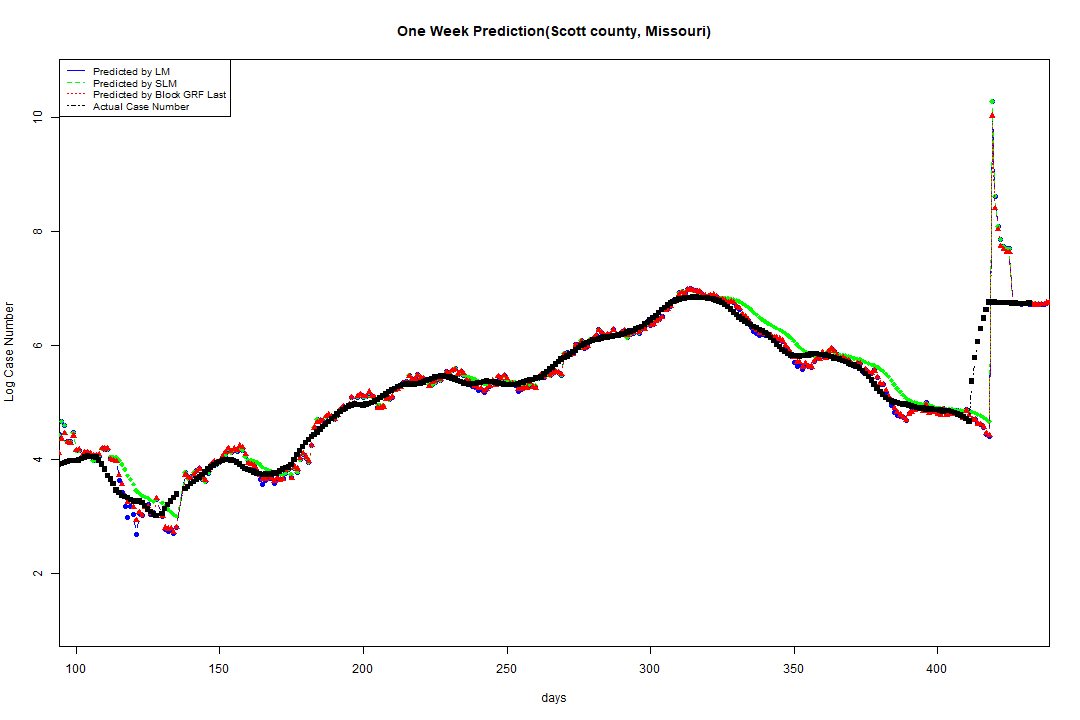 One Week Prediction(Scott county, Missouri)
Predicted by LM
Predicted by SLM
Predicted by Block GRF Last
Actual Case Number
10
8
6
4
2
Log Case Number
100 150 200 250 300 350 400
days